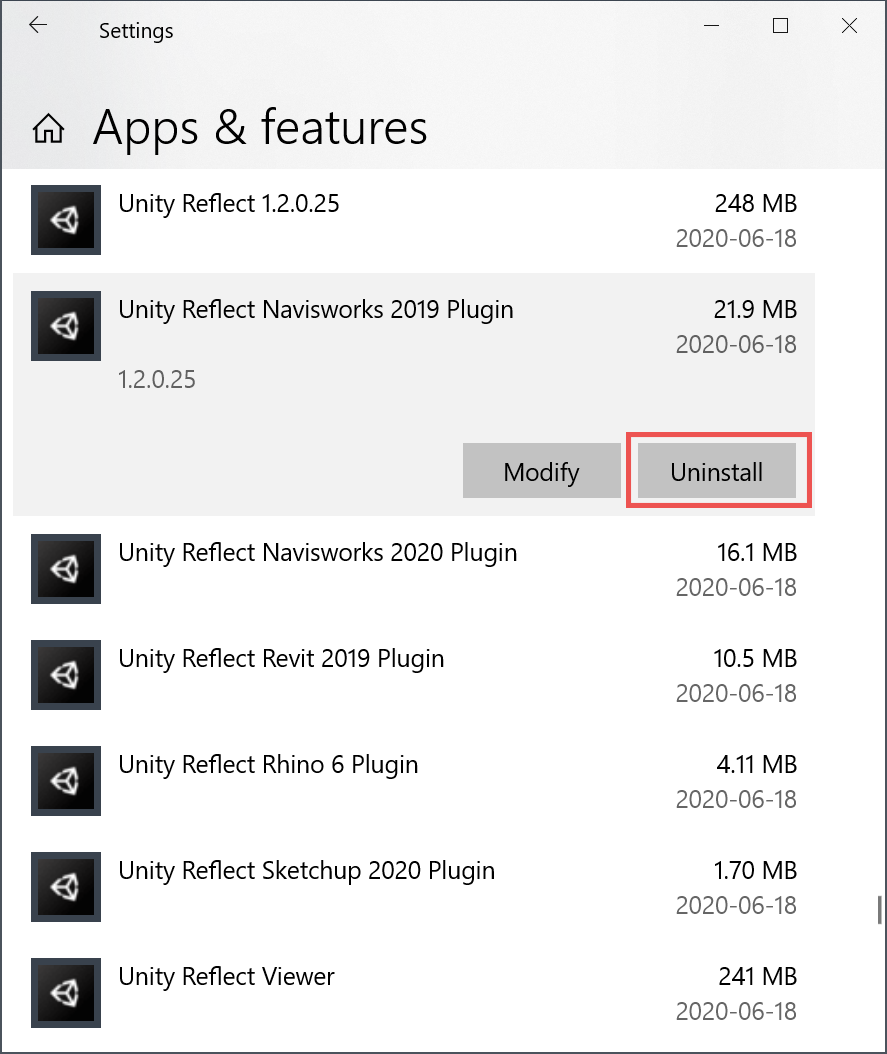 Settings
Apps & features
Unity Reflect 1.2.0.25 248 MB
2020-06-18
Unity Reflect Navisworks 2019 Plugin 21.9 MB
2020-06-18
1.2.0.25
Modify Uninstall
Unity Reflect Navisworks 2020 Plugin 16.1 MB
2020-06-18
Unity Reflect Revit 2019 Plugin 10.5 MB
2020-06-18
Unity Reflect Rhino 6 Plugin 4.11 MB
2020-06-18
Unity Reflect Sketchup 2020 Plugin 1.70 MB
2020-06-18
Unity Reflect Viewer 241 MB
2020-06-18